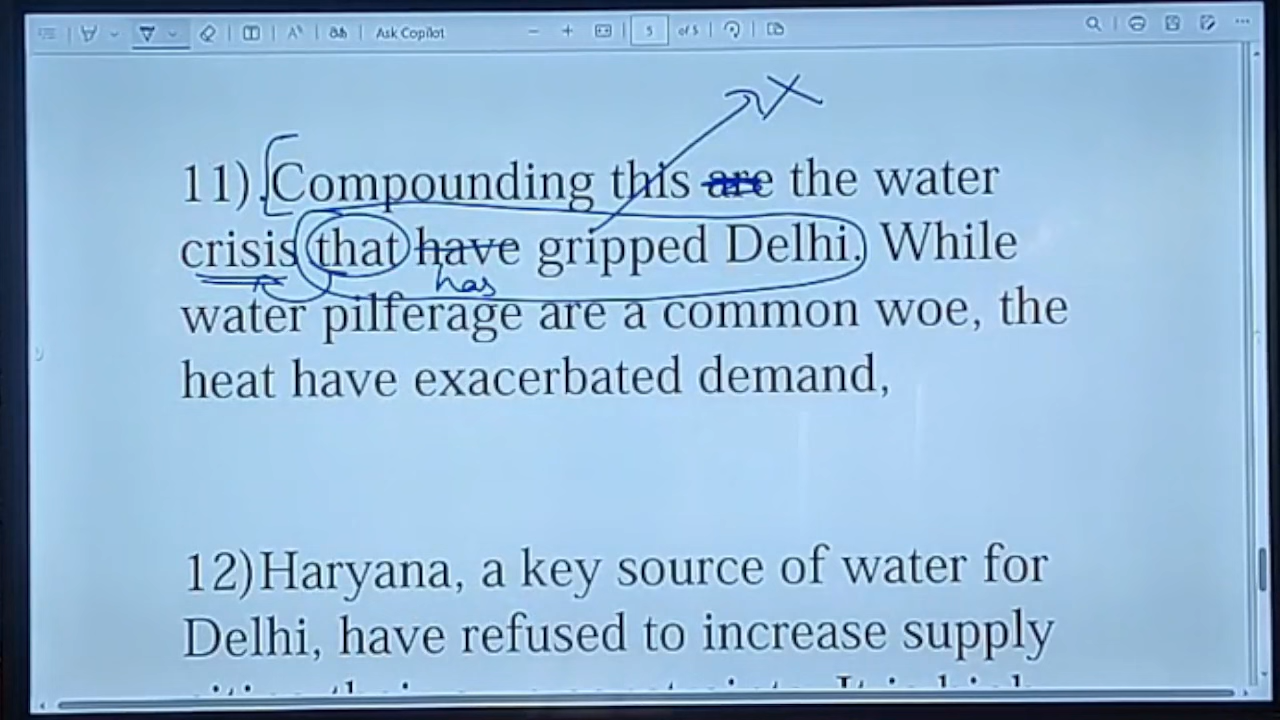 Ask Copilot
5 of 5
11). Compounding this are the water
crisis that have gripped Delhi. While
has
water pilferage are a common woe, the
heat have exacerbated demand,
12)Haryana, a key source of water for
Delhi, have refused to increase supply